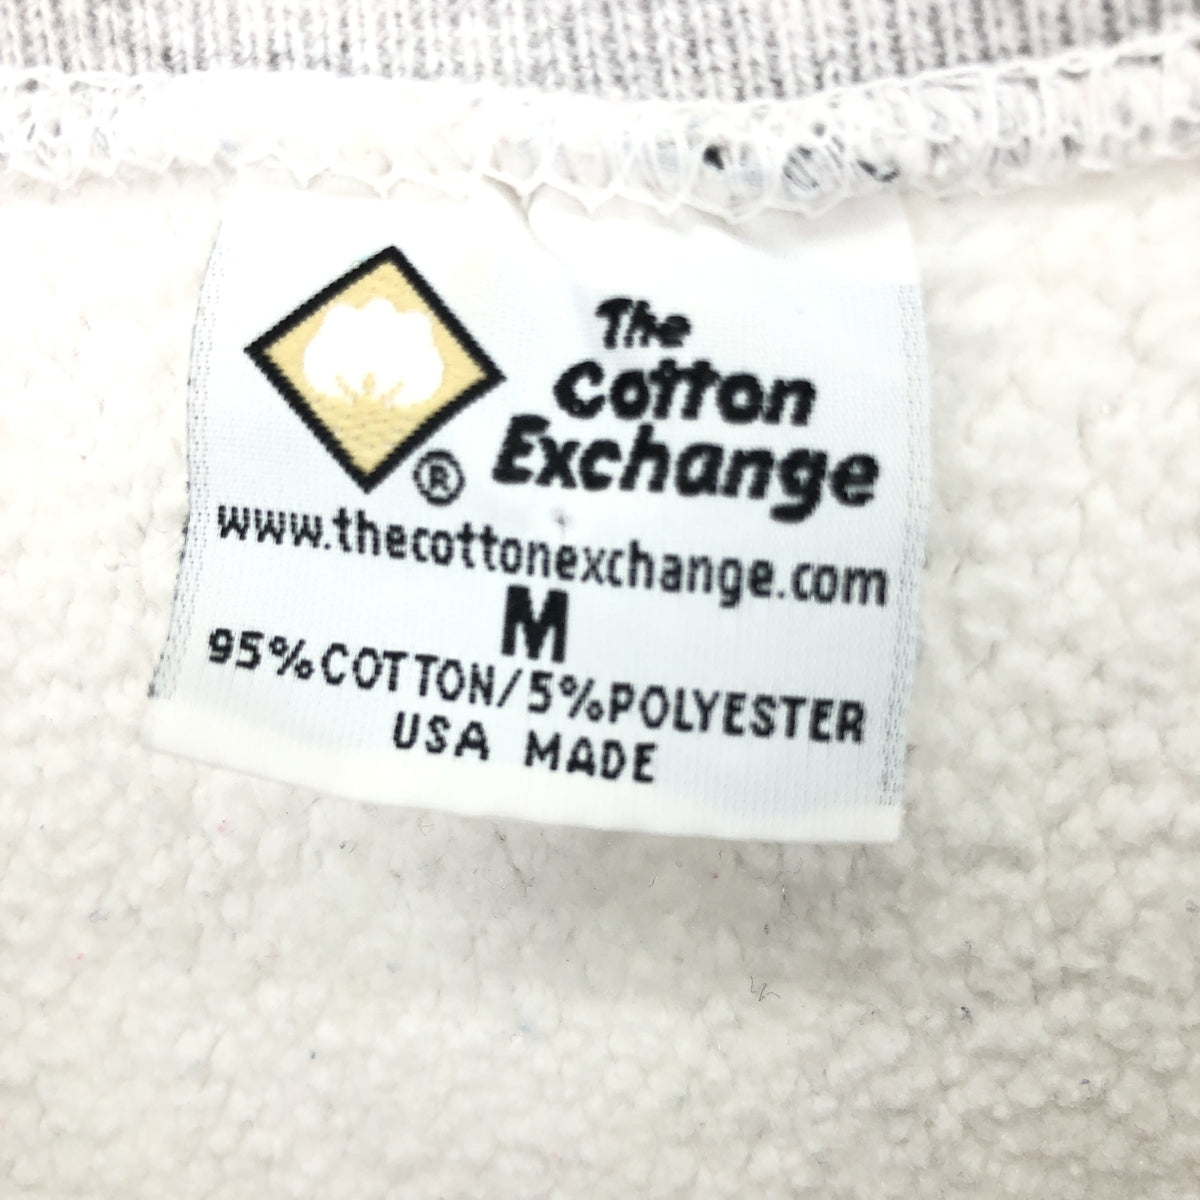 The
Cotton
Exchange
®
www.thecottonexchange.com
M
95%COTTON/5%POLYESTER
USA MADE